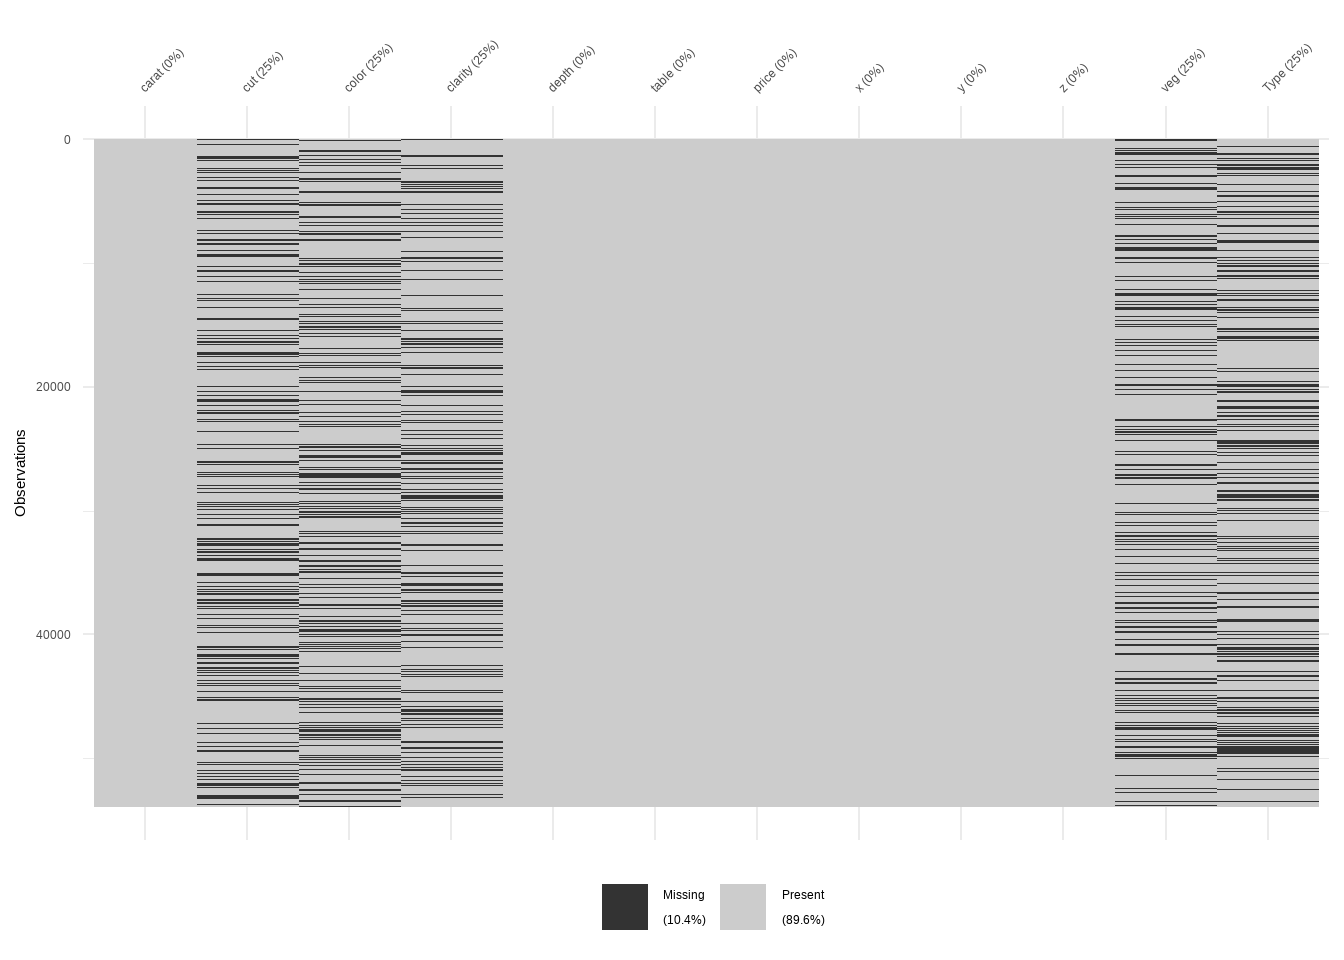 carat (0%)
cut (25%)
color (25%)
clarity (25%)
depth (0%)
table (0%)
price (0%)
x (0%)
y (0%)
z (0%)
veg (25%)
Type (25%)
0
20000
40000
Observations
Missing
(10.4%)
Present
(89.6%)